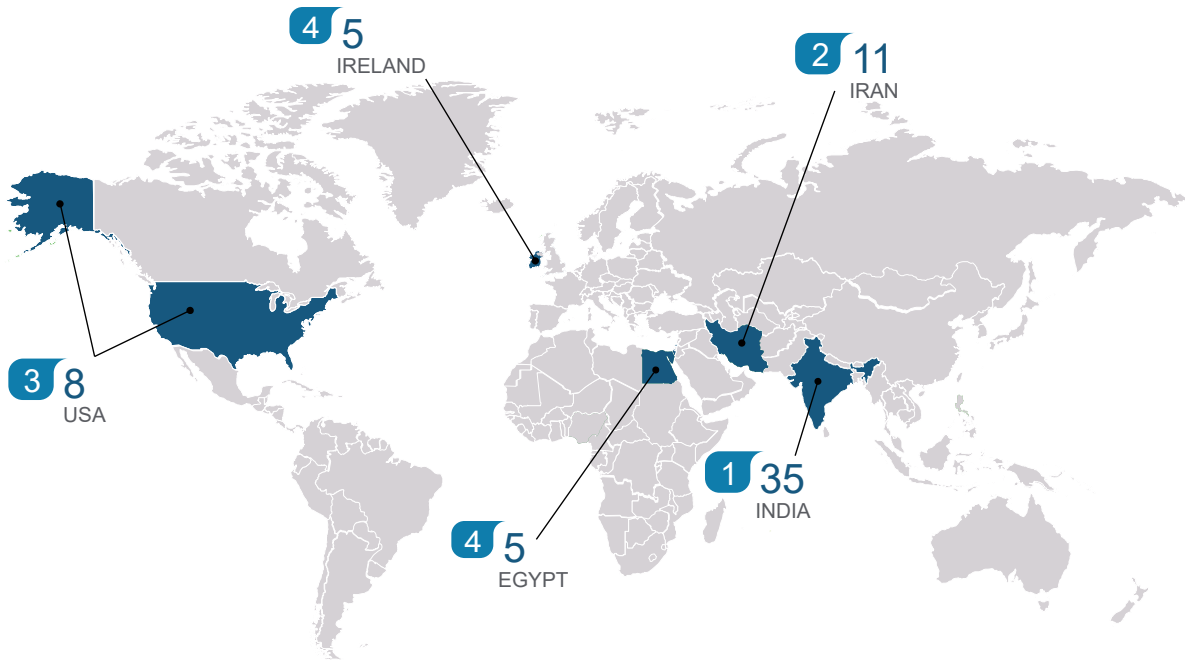 4 5
IRELAND
2 11
IRAN
3 8
USA
1 35
INDIA
4 5
EGYPT